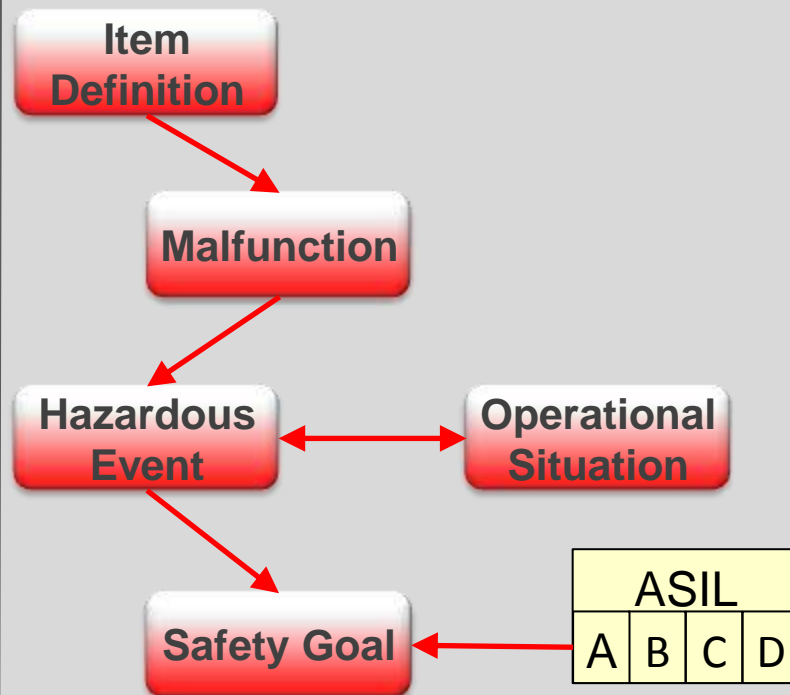 Item
Definition
Malfunction
Hazardous
Event
Operational
Situation
Safety Goal
ASIL
A B C D